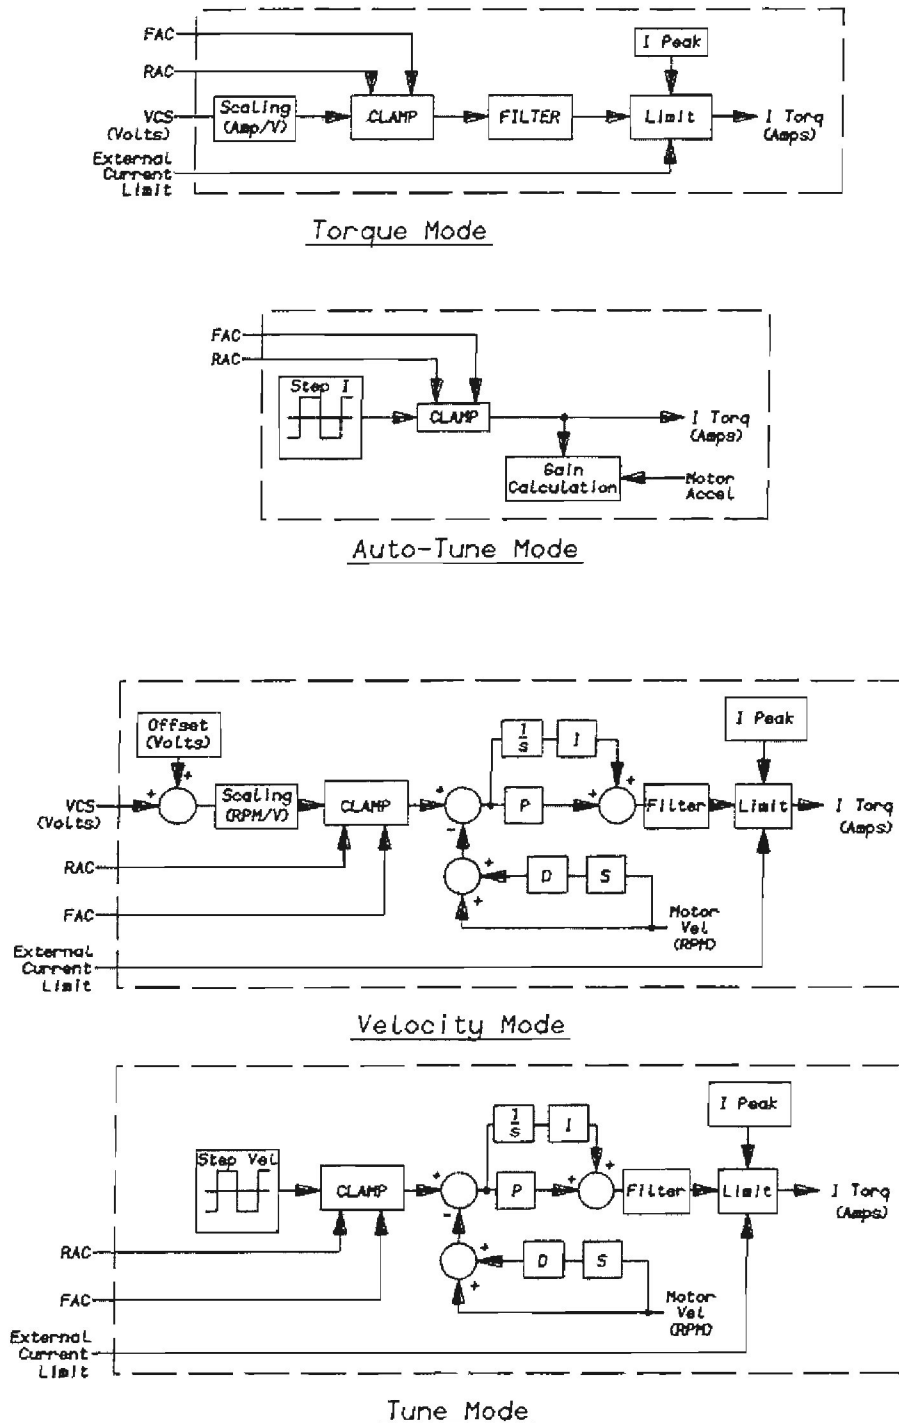 FAC
I Peak
RAC
VCS
(Volts)
Scaling
(Amp/V)
CLAMP
FILTER
Limit
I Torq
(Amps)
External
Current
Limit
Torque Mode
FAC
RAC
Step I
CLAMP
I Torq
(Amps)
Gain
Calculation
Motor
Accel
Auto-Tune Mode
Offset
(Volts)
1
s
I
I Peak
+
+
+
+
VCS
(Volts)
Scaling
(RPM/V)
CLAMP
P
+
Filter
Limit
I Torq
(Amps)
-
RAC
+
D
S
+
FAC
Motor
Vel
(RPM)
External
Current
Limit
Velocity Mode
1
s
I
I Peak
Step Vel
+
+
CLAMP
P
+
Filter
Limit
I Torq
(Amps)
-
RAC
+
D
S
+
FAC
Motor
Vel
(RPM)
External
Current
Limit
Tune Mode